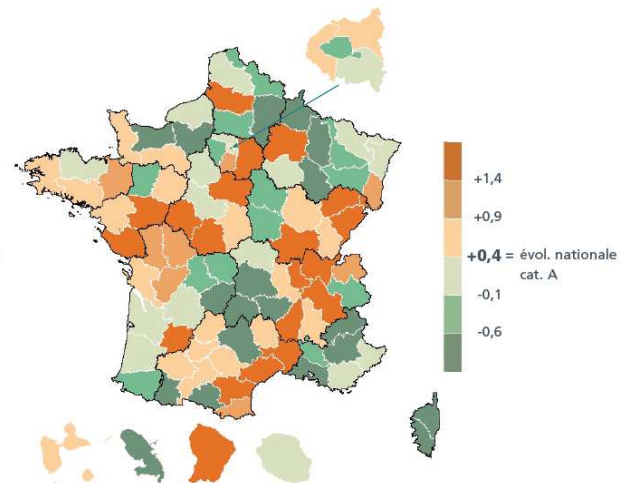 +1,4
+0,9
+0,4 = évol. nationale
cat. A
-0,1
-0,6